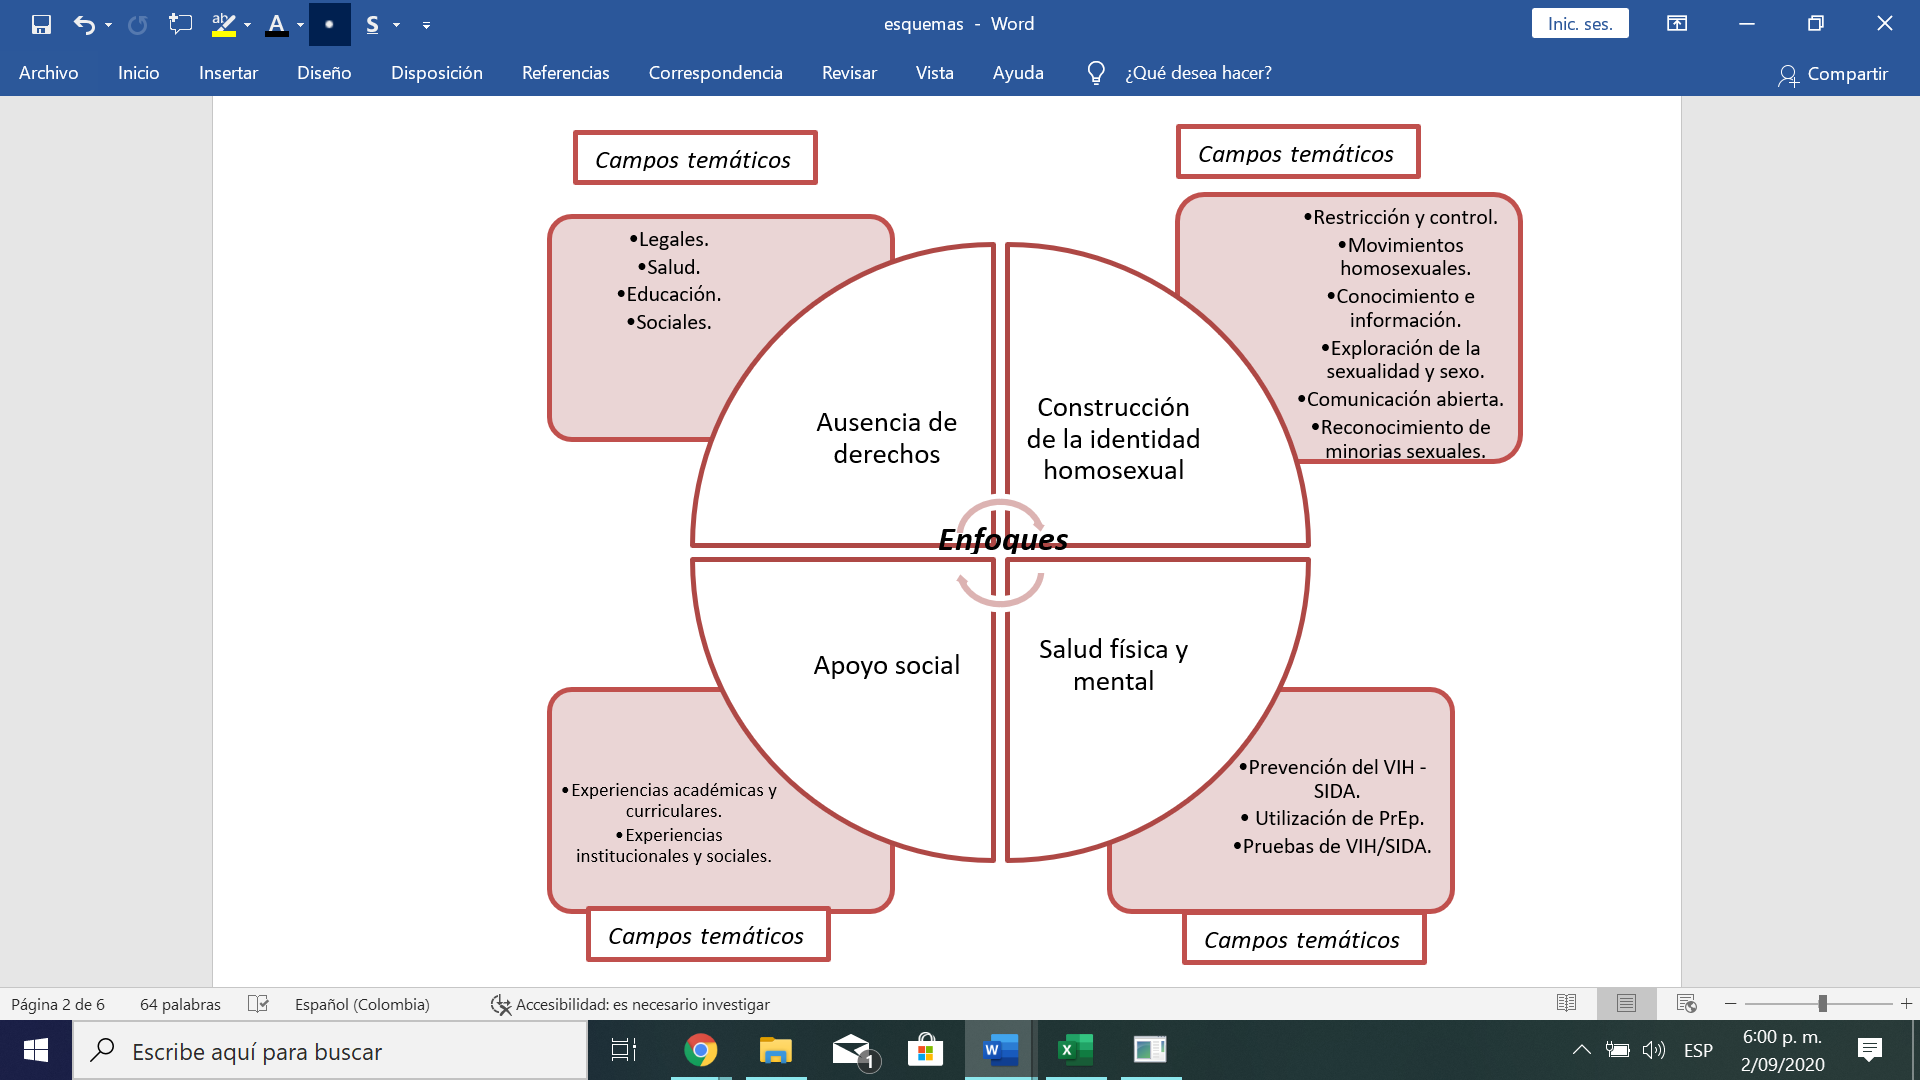 ab
A
S
esquemas - Word
Inic. ses.
Archivo
Inicio
Insertar
Diseño
Disposición
Referencias
Correspondencia
Revisar
Vista
Ayuda
¿Qué desea hacer?
Compartir
Campos temáticos
Campos temáticos
•Legales.
•Salud.
•Educación.
•Sociales.
•Restricción y control.
•Movimientos
homosexuales.
•Conocimiento e
información.
•Exploración de la
sexualidad y sexo.
•Comunicación abierta.
•Reconocimiento de
minorias sexuales.
Ausencia de
derechos
Construcción
de la identidad
homosexual
Enfoques
Apoyo social
Salud física y
mental
•Experiencias académicas y
curriculares.
•Experiencias
institucionales y sociales.
•Prevención del VIH -
SIDA.
• Utilización de PrEp.
•Pruebas de VIH/SIDA.
Campos temáticos
Campos temáticos
Página 2 de 6
64 palabras
Español (Colombia)
Accesibilidad: es necesario investigar
Escribe aquí para buscar
1
W
X
ESP
6:00 p. m.
2/09/2020